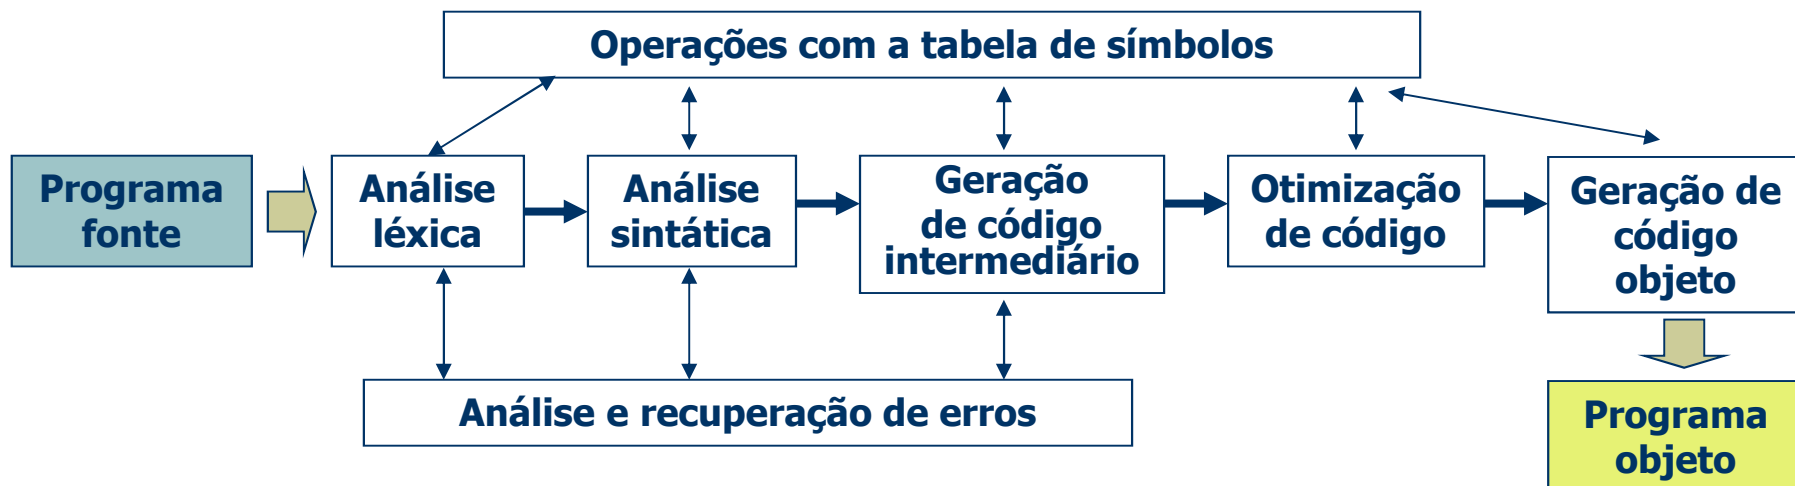 Operações com a tabela de símbolos
Programa
fonte
Análise
léxica
Análise
sintática
Geração
de código
intermediário
Otimização
de código
Geração de
código
objeto
Análise e recuperação de erros
Programa
objeto